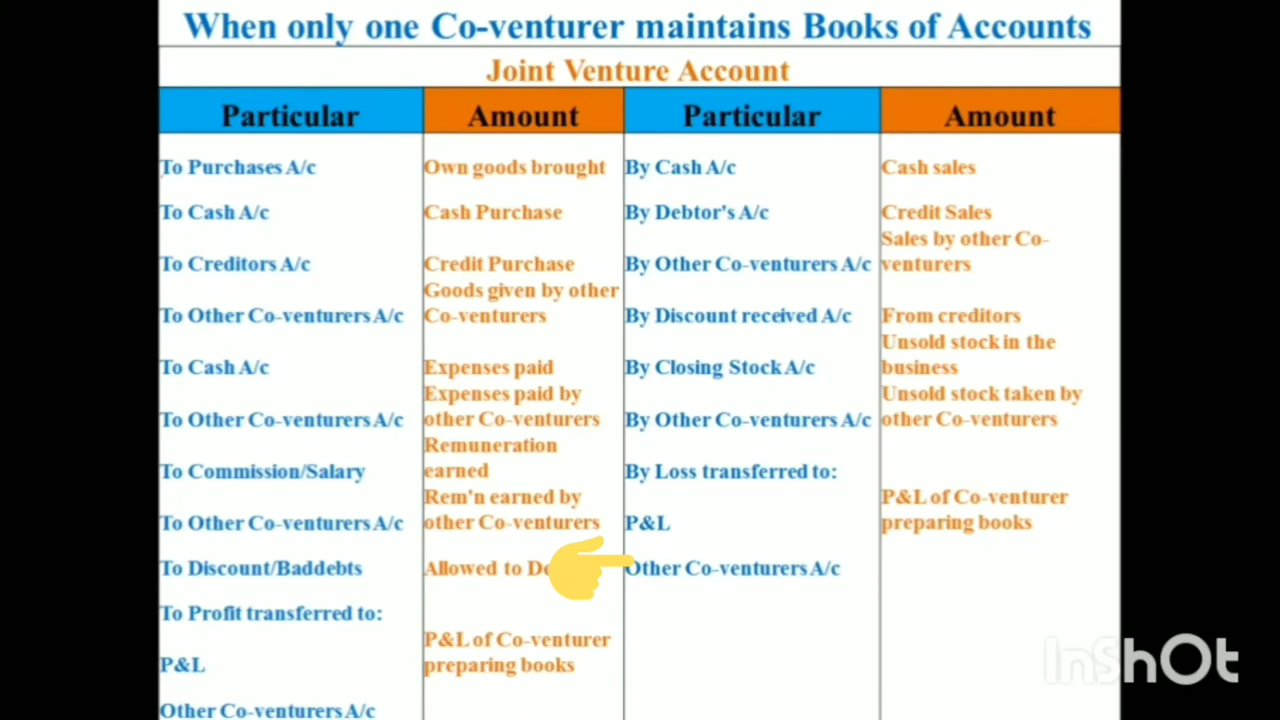 When only one Co-venturer maintains Books of Accounts
Joint Venture Account
Particular Amount Particular Amount
To Purchases A/c Own goods brought By Cash A/c Cash sales
To Cash A/c Cash Purchase By Debtor's A/c Credit Sales
Sales by other Co-
To Creditors A/c Credit Purchase By Other Co-venturers A/c venturers
Goods given by other
To Other Co-venturers A/c Co-venturers By Discount received A/c From creditors
Unsold stock in the
To Cash A/c Expenses paid By Closing Stock A/c business
Expenses paid by Unsold stock taken by
To Other Co-venturers A/c other Co-venturers By Other Co-venturers A/c other Co-venturers
Remuneration
To Commission/Salary earned By Loss transferred to:
Rem'n earned by P&L of Co-venturer
To Other Co-venturers A/c other Co-venturers P&L preparing books
To Discount/Baddebts Allowed to Other Co-venturers A/c
To Profit transferred to:
P&L of Co-venturer
P&L preparing books
Other Co-venturers A/c
InShOt